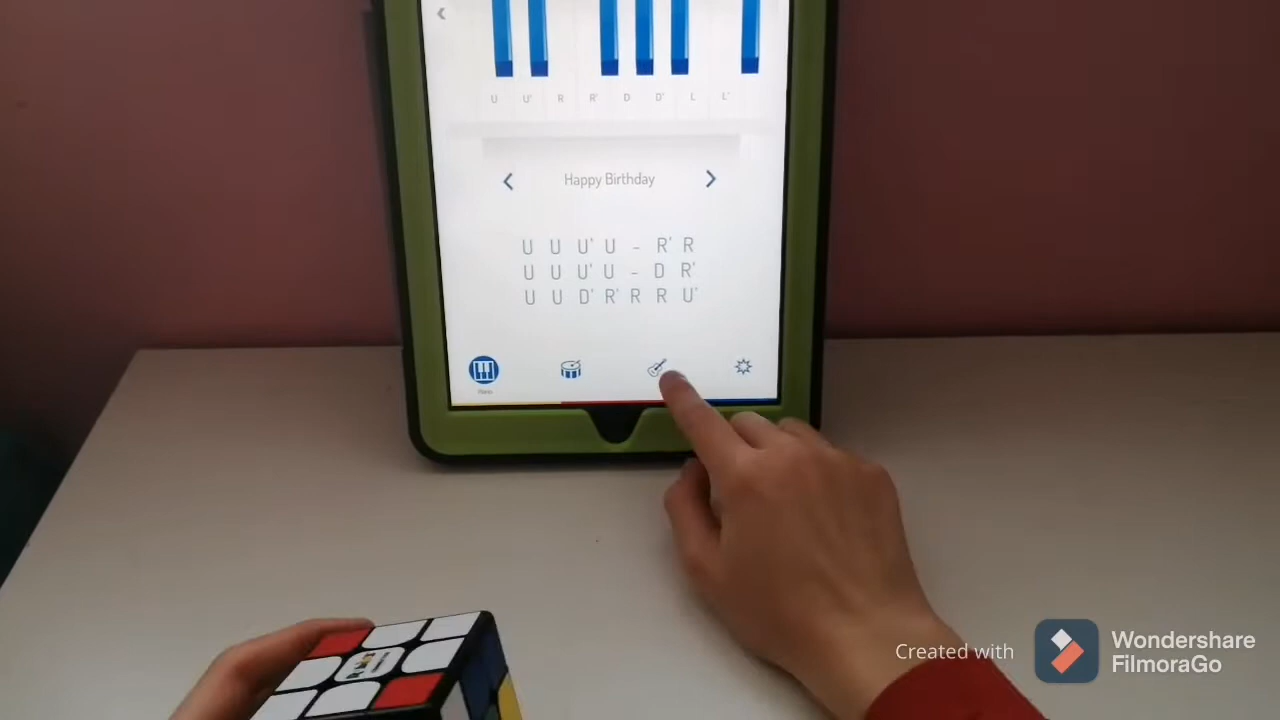 U U' R R' D D' L L'
Happy Birthday
U U U' U - R' R
U U U' U - D R'
U U D' R' R R U'
Created with
Wondershare
FilmoraGo